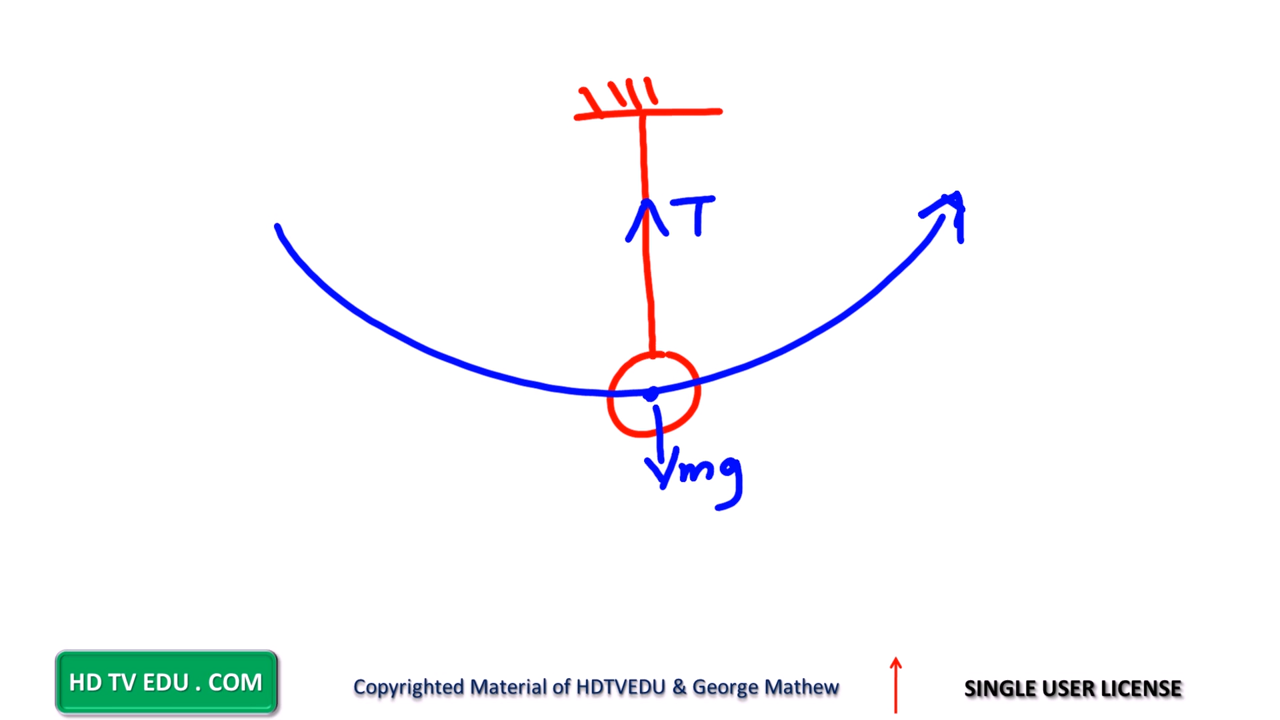 T
mg
HD TV EDU . COM
Copyrighted Material of HDTVEDU & George Mathew
SINGLE USER LICENSE